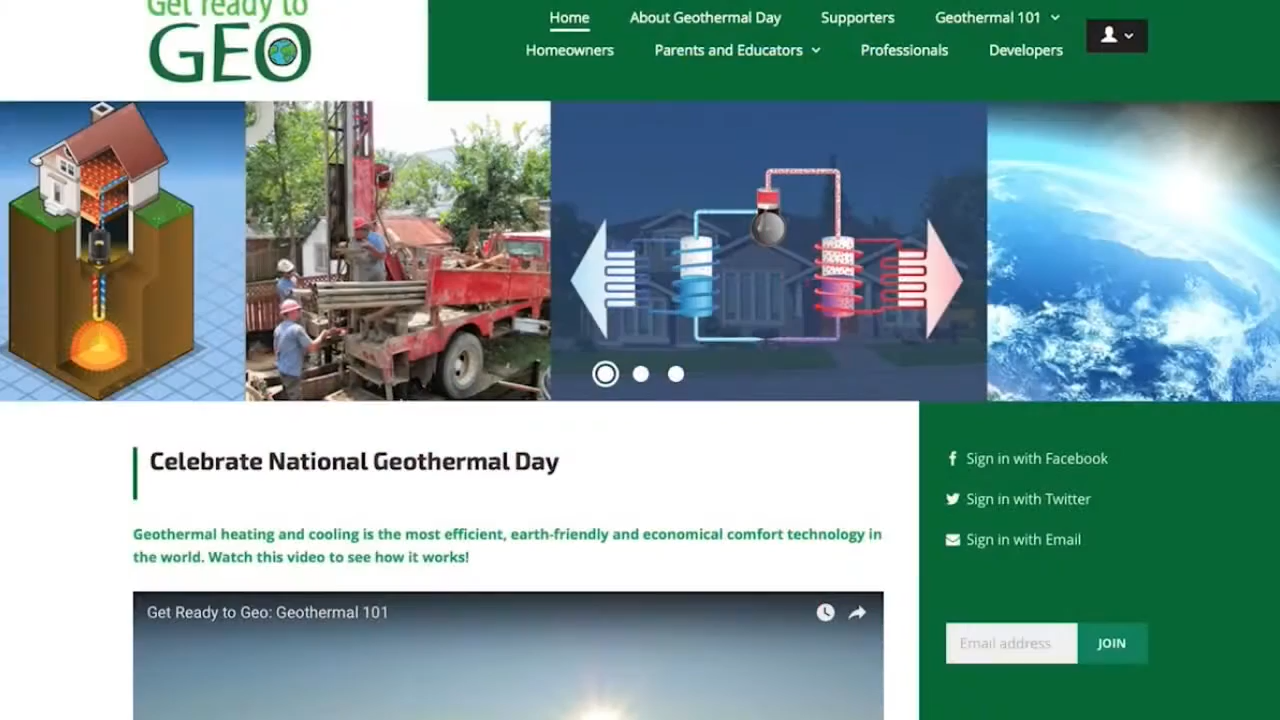 Get ready to
GEO
Home About Geothermal Day Supporters Geothermal 101
Homeowners Parents and Educators Professionals Developers
Celebrate National Geothermal Day
Geothermal heating and cooling is the most efficient, earth-friendly and economical comfort technology in
the world. Watch this video to see how it works!
Get Ready to Geo: Geothermal 101
Sign in with Facebook
Sign in with Twitter
Sign in with Email
Email address JOIN